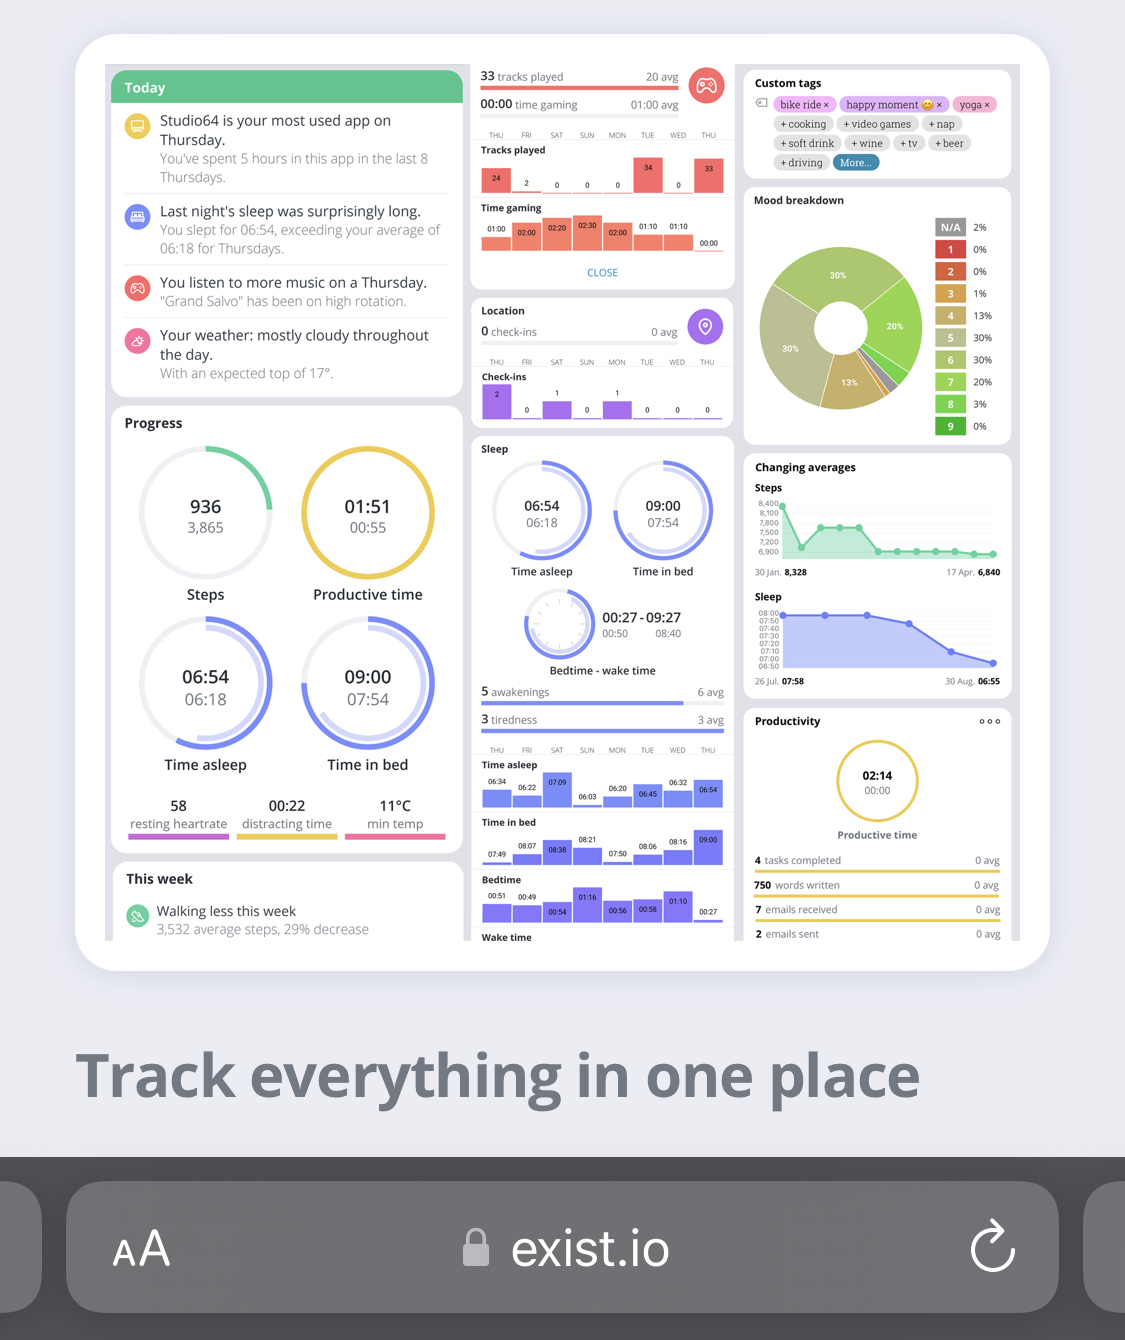 Today
Studio64 is your most used app on
Thursday.
You've spent 5 hours in this app in the last 8
Thursdays.
Last night's sleep was surprisingly long.
You slept for 06:54, exceeding your average of
06:18 for Thursdays.
You listen to more music on a Thursday.
"Grand Salvo" has been on high rotation.
Your weather: mostly cloudy throughout
the day.
With an expected top of 17°.
Progress
936
3,865
Steps
01:51
00:55
Productive time
06:54
06:18
Time asleep
09:00
07:54
Time in bed
58
resting heartrate
00:22
distracting time
11°C
min temp
This week
Walking less this week
3,532 average steps, 29% decrease
33 tracks played 20 avg
00:00 time gaming 01:00 avg
THU FRI SAT SUN MON TUE WED THU
Tracks played
24 2 0 0 0 34 0 33
Time gaming
01:00 02:00 02:20 02:30 02:00 01:10 01:10 00:00
CLOSE
Location
0 check-ins 0 avg
THU FRI SAT SUN MON TUE WED THU
Check-ins
2 0 1 0 1 0 0 0
Sleep
06:54
06:18
Time asleep
09:00
07:54
Time in bed
00:27 - 09:27
00:50 08:40
Bedtime - wake time
5 awakenings 6 avg
3 tiredness 3 avg
THU FRI SAT SUN MON TUE WED THU
Time asleep
06:34 06:22 07:09 06:03 06:20 06:45 06:32 06:54
Time in bed
07:49 08:07 08:38 08:21 07:50 08:06 08:16 09:00
Bedtime
00:51 00:49 00:54 01:16 00:56 00:58 01:10 00:27
Wake time
Custom tags
bike ride × happy moment 😊 × yoga ×
+ cooking + video games + nap
+ soft drink + wine + tv + beer
+ driving More...
Mood breakdown
30%
20%
30%
13%
N/A 2%
1 0%
2 0%
3 1%
4 13%
5 30%
6 30%
7 20%
8 3%
9 0%
Changing averages
Steps
8,400
8,100
7,800
7,500
7,200
6,900
30 Jan. 8,328 17 Apr. 6,840
Sleep
08:00
07:50
07:40
07:30
07:20
07:10
07:00
06:50
26 Jul. 07:58 30 Aug. 06:55
Productivity
02:14
00:00
Productive time
4 tasks completed 0 avg
750 words written 0 avg
7 emails received 0 avg
2 emails sent 0 avg
Track everything in one place
AA exist.io